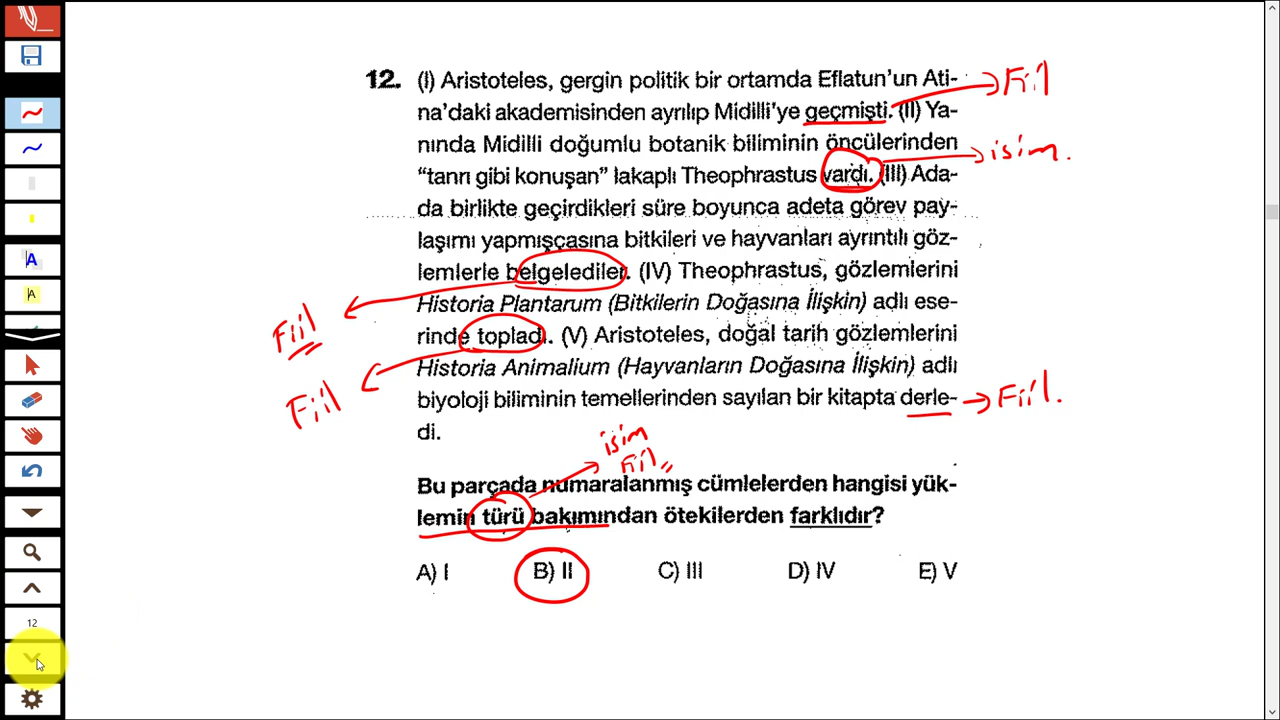 12. (I) Aristoteles, gergin politik bir ortamda Eflatun'un Ati-
na'daki akademisinden ayrılıp Midilli'ye geçmişti. (II) Ya-
nında Midilli doğumlu botanik biliminin öncülerinden
"tanrı gibi konuşan" lakaplı Theophrastus vardı. (III) Ada-
da birlikte geçirdikleri süre boyunca adeta görev pay-
laşımı yapmışçasına bitkileri ve hayvanları ayrıntılı göz-
lemlerle belgelediler. (IV) Theophrastus, gözlemlerini
Historia Plantarum (Bitkilerin Doğasına İlişkin) adlı ese-
rinde topladı. (V) Aristoteles, doğal tarih gözlemlerini
Historia Animalium (Hayvanların Doğasına İlişkin) adlı
biyoloji biliminin temellerinden sayılan bir kitapta derle-
di.
Fiil
isim.
Fiil
Fiil
Fiil.
isim
Fiil
Bu parçada numaralanmış cümlelerden hangisi yük-
lemin türü bakımından ötekilerden farklıdır?
A) I B) II C) III D) IV E) V
A
A
12